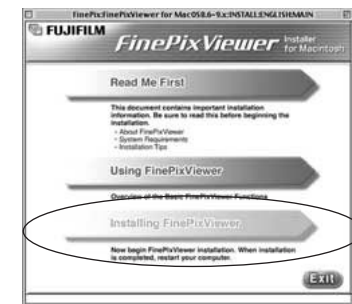 FinePix:FinePixViewer for MacOS8.6~9.x:INSTALL:ENGLISH:MAIN
FUJIFILM
FinePixViewer Installer for Macintosh
Read Me First
This document contains important installation
information. Be sure to read this before beginning the
installation.
- About FinePixViewer
- System Requirements
- Installation Tips
Using FinePixViewer
Overview of the Basic FinePixViewer Functions
Installing FinePixViewer
Now begin FinePixViewer installation. When installation
is completed, restart your computer.
Exit